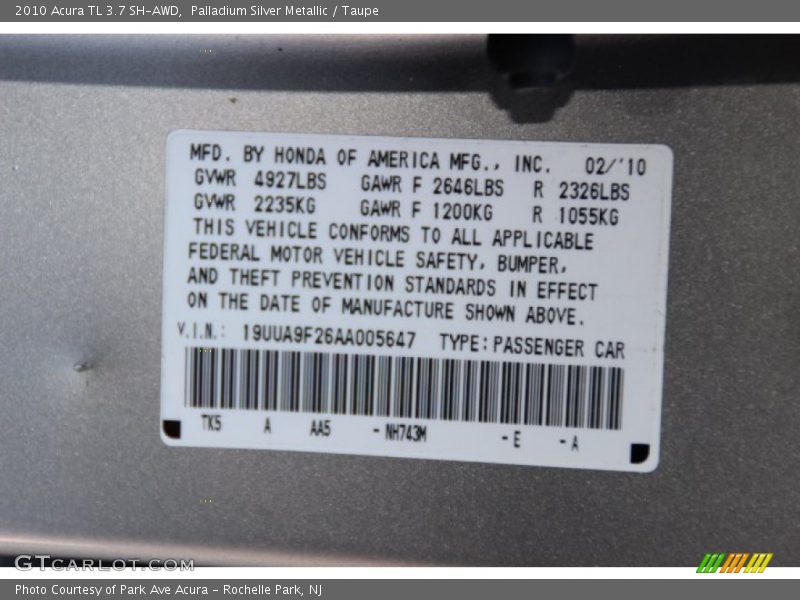 2010 Acura TL 3.7 SH-AWD, Palladium Silver Metallic / Taupe
MFD. BY HONDA OF AMERICA MFG., INC. 02/'10
GVWR 4927LBS GAWR F 2646LBS R 2326LBS
GVWR 2235KG GAWR F 1200KG R 1055KG
THIS VEHICLE CONFORMS TO ALL APPLICABLE
FEDERAL MOTOR VEHICLE SAFETY, BUMPER,
AND THEFT PREVENTION STANDARDS IN EFFECT
ON THE DATE OF MANUFACTURE SHOWN ABOVE.
V.I.N.: 19UUA9F26AA005647 TYPE: PASSENGER CAR
TK5 A AA5 -NH743M -E -A
GTCARLOT.COM
Photo Courtesy of Park Ave Acura - Rochelle Park, NJ